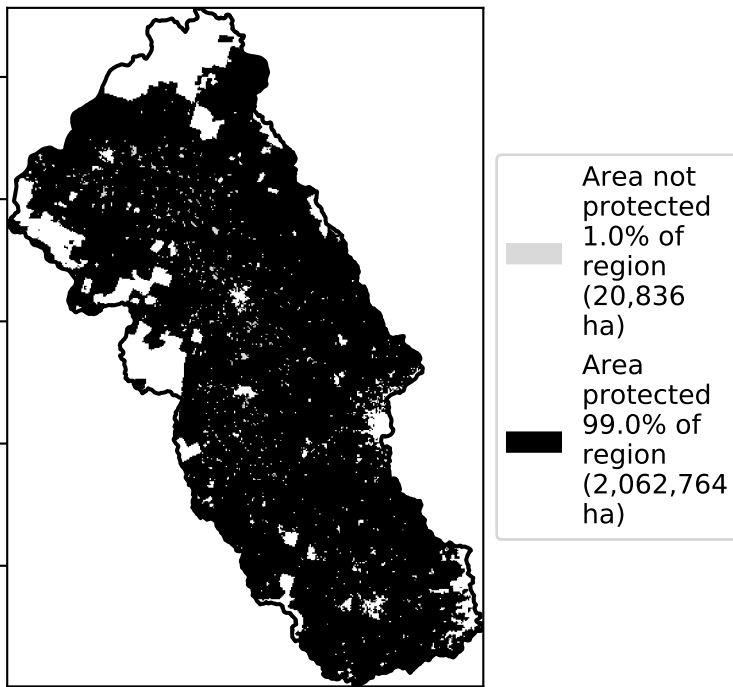 Area not
protected
1.0% of
region
(20,836
ha)
Area
protected
99.0% of
region
(2,062,764
ha)